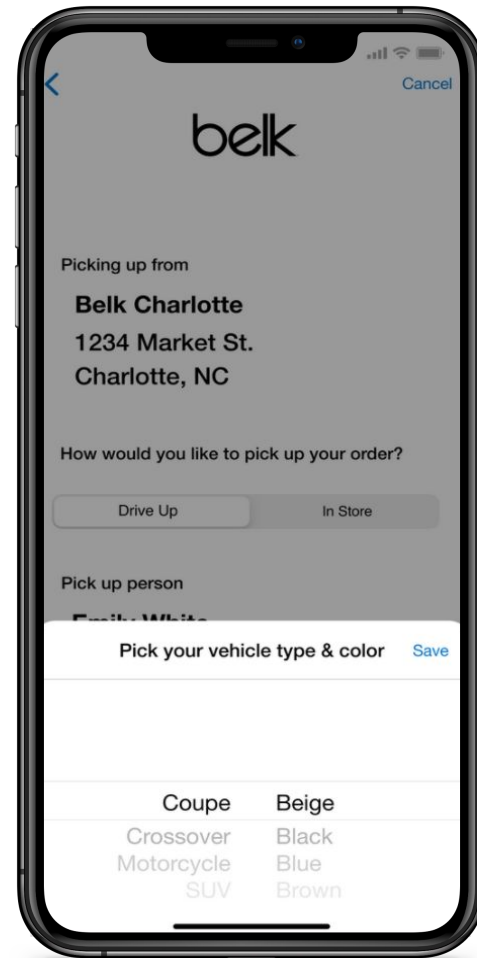 Cancel
belk
Picking up from
Belk Charlotte
1234 Market St.
Charlotte, NC
How would you like to pick up your order?
Drive Up In Store
Pick up person
Emily White
Pick your vehicle type & color Save
Coupe Beige
Crossover Black
Motorcycle Blue
SUV Brown